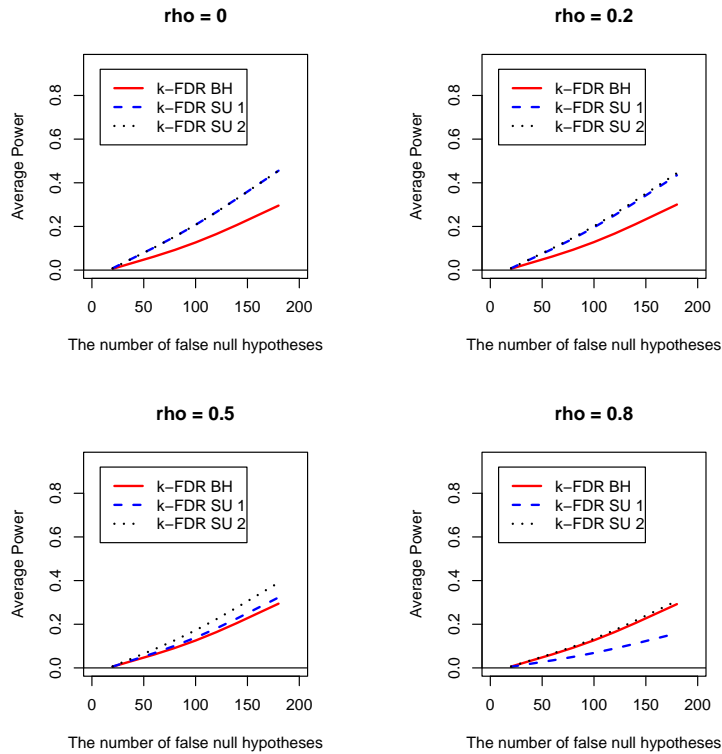 rho = 0
Average Power
0.0 0.2 0.4 0.6 0.8
k−FDR BH
k−FDR SU 1
k−FDR SU 2
0 50 100 150 200
The number of false null hypotheses
rho = 0.2
Average Power
0.0 0.2 0.4 0.6 0.8
k−FDR BH
k−FDR SU 1
k−FDR SU 2
0 50 100 150 200
The number of false null hypotheses
rho = 0.5
Average Power
0.0 0.2 0.4 0.6 0.8
k−FDR BH
k−FDR SU 1
k−FDR SU 2
0 50 100 150 200
The number of false null hypotheses
rho = 0.8
Average Power
0.0 0.2 0.4 0.6 0.8
k−FDR BH
k−FDR SU 1
k−FDR SU 2
0 50 100 150 200
The number of false null hypotheses